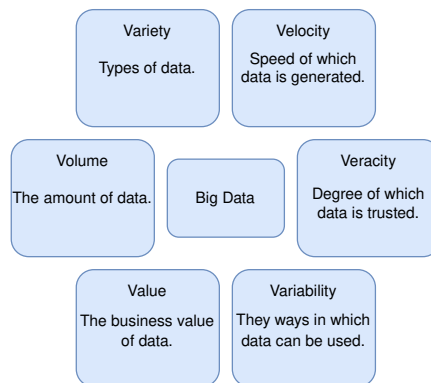 Variety
Types of data.
Velocity
Speed of which
data is generated.
Volume
The amount of data.
Big Data
Veracity
Degree of which
data is trusted.
Value
The business value
of data.
Variability
They ways in which
data can be used.